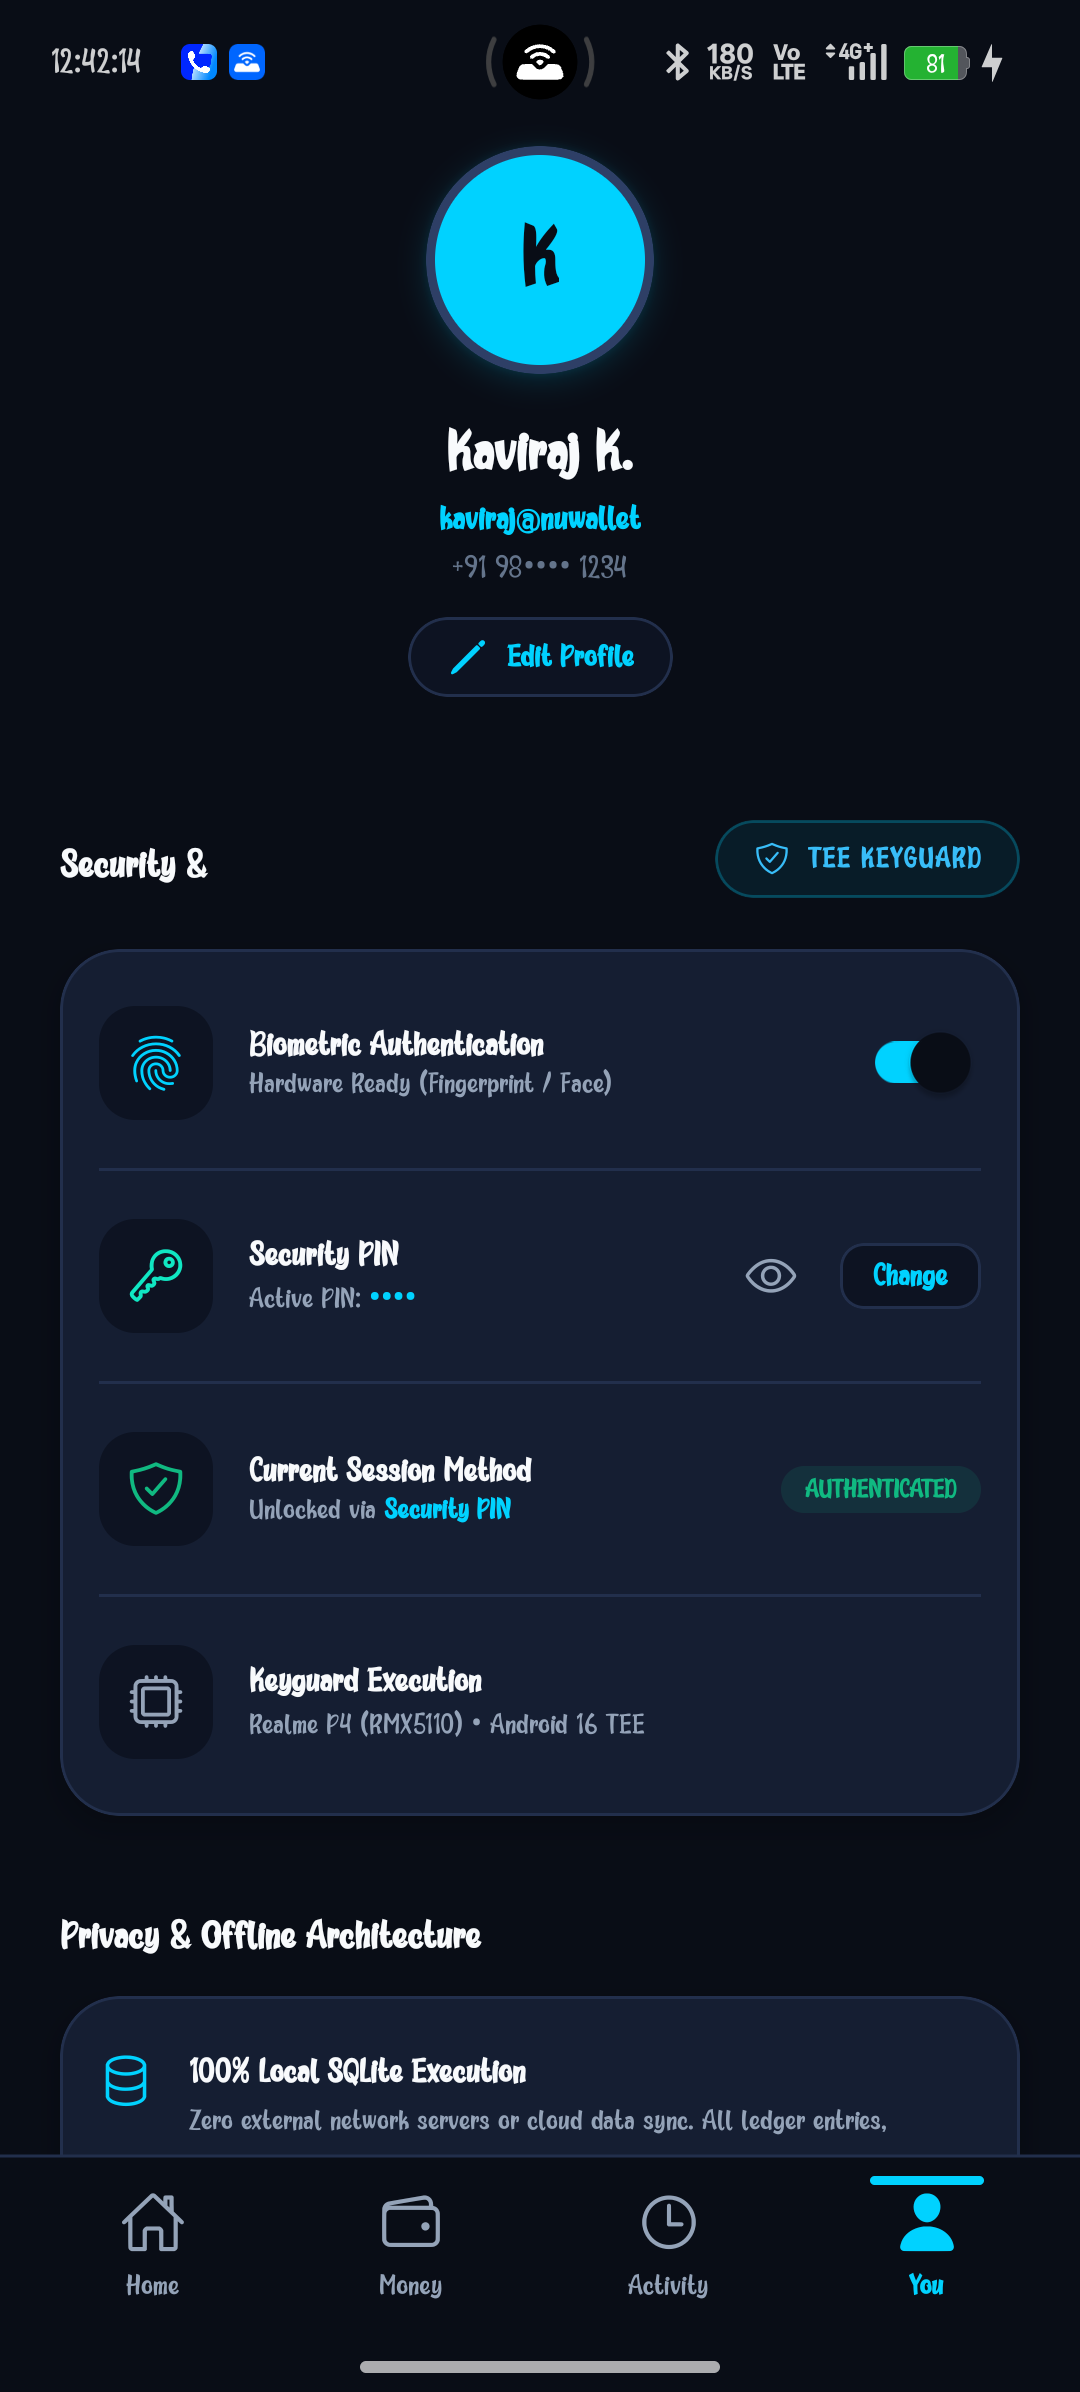 12:42:14
180 KB/S
Vo LTE
4G+
81
K
Kaviraj K.
kaviraj@nuwallet
+91 98•••• 1234
Edit Profile
Security &
TEE KEYGUARD
Biometric Authentication
Hardware Ready (Fingerprint / Face)
Security PIN
Active PIN: ••••
Change
Current Session Method
Unlocked via Security PIN
AUTHENTICATED
Keyguard Execution
Realme P4 (RMX5110) • Android 16 TEE
Privacy & Offline Architecture
100% Local SQLite Execution
Zero external network servers or cloud data sync. All ledger entries,
Home
Money
Activity
You